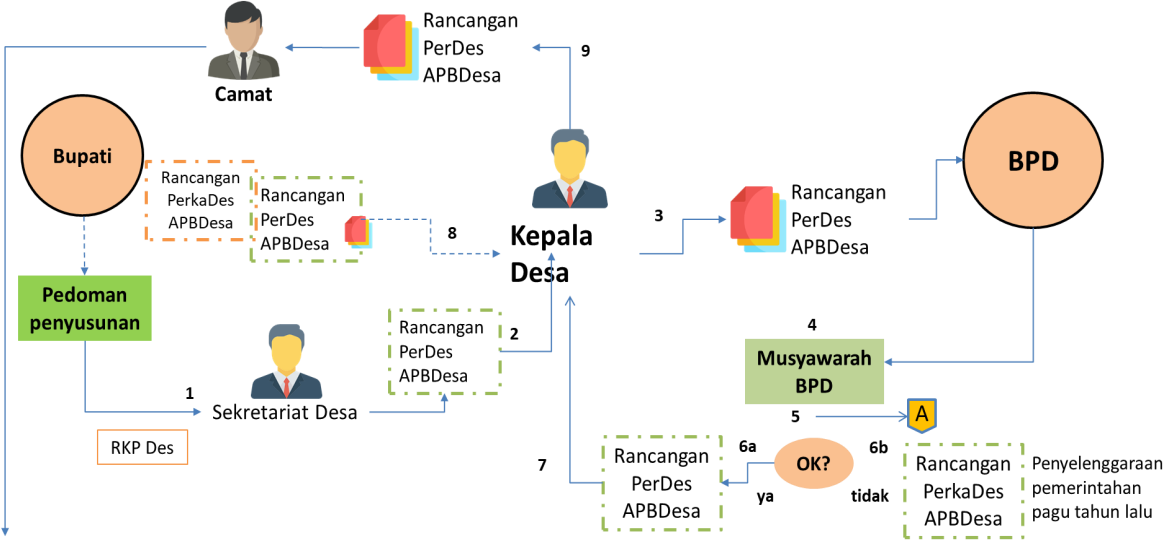 Rancangan
PerDes
APBDesa
9
Camat
Bupati
Rancangan
PerkaDes
APBDesa
Rancangan
PerDes
APBDesa
8
Kepala
Desa
3
Rancangan
PerDes
APBDesa
BPD
Pedoman
penyusunan
1
Sekretariat Desa
RKP Des
Rancangan
PerDes
APBDesa
2
4
Musyawarah
BPD
5
A
7
Rancangan
PerDes
APBDesa
6a
ya
OK?
6b
tidak
Rancangan
PerkaDes
APBDesa
Penyelenggaraan
pemerintahan
pagu tahun lalu